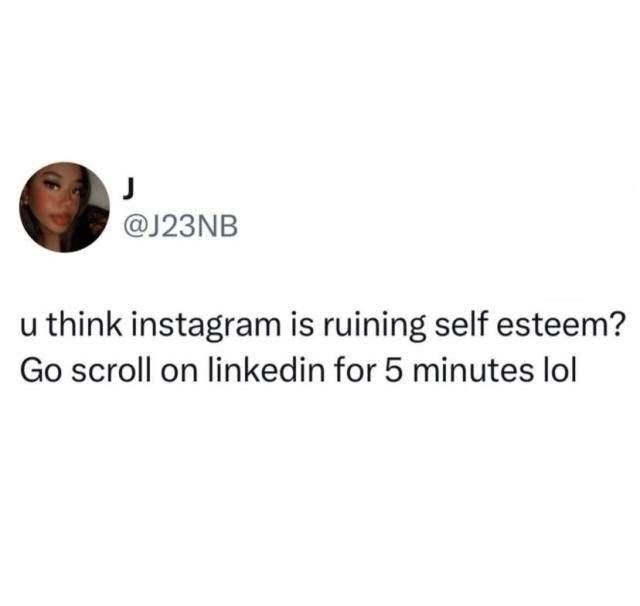 J
@J23NB
u think instagram is ruining self esteem?
Go scroll on linkedin for 5 minutes lol